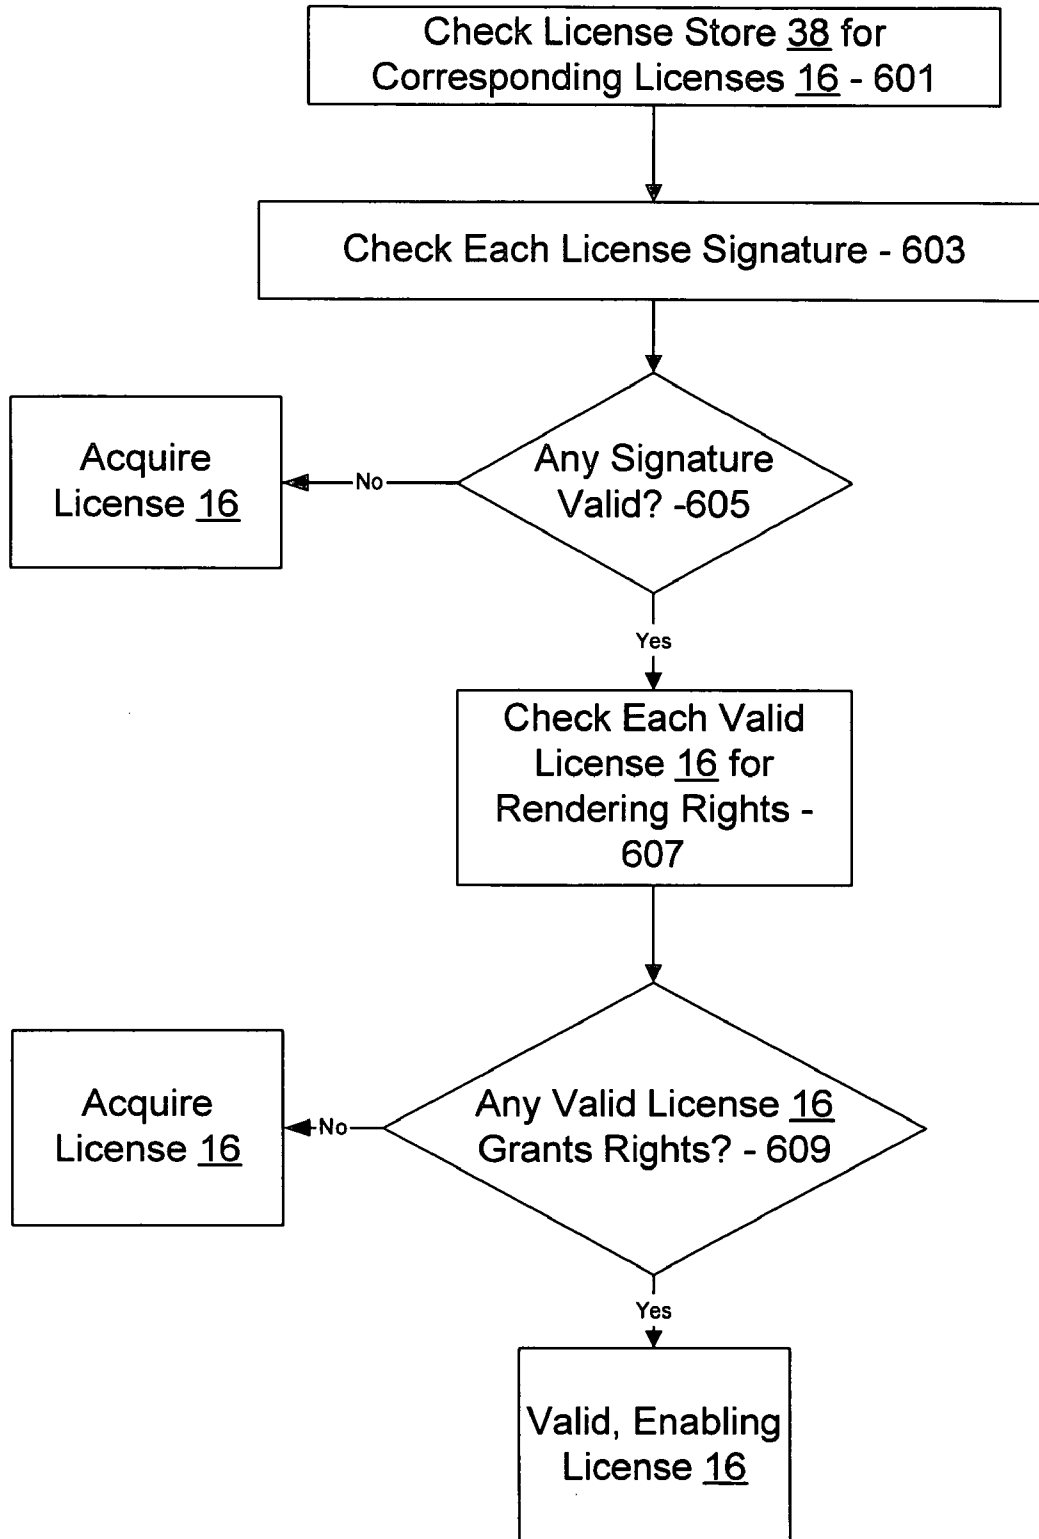 Check License Store 38 for
Corresponding Licenses 16 - 601
Check Each License Signature - 603
Any Signature
Valid? -605
No
Acquire
License 16
Yes
Check Each Valid
License 16 for
Rendering Rights -
607
Any Valid License 16
Grants Rights? - 609
No
Acquire
License 16
Yes
Valid, Enabling
License 16